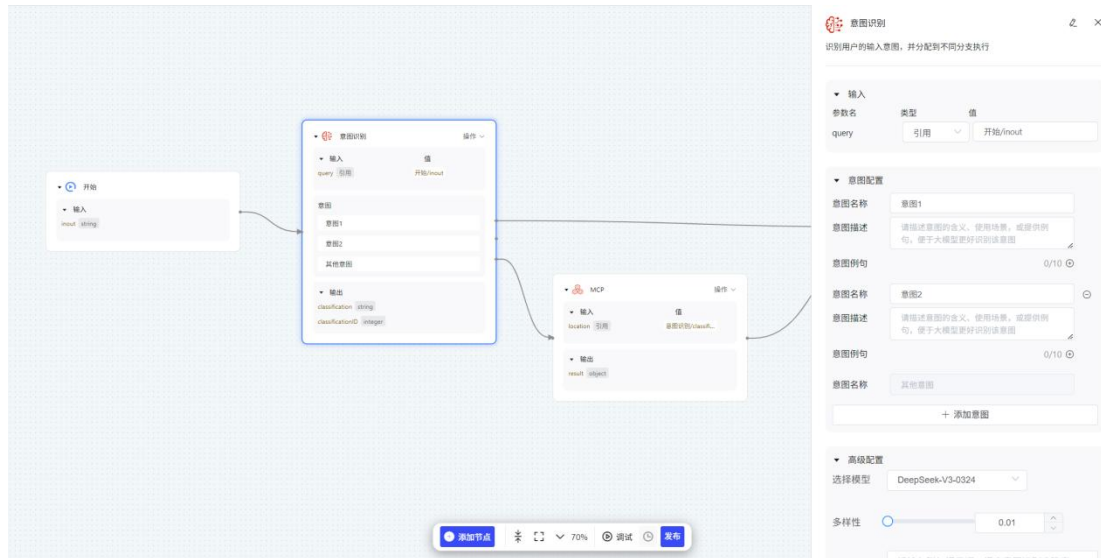 开始
输入
inout string
意图识别 操作
输入 值
query 引用 开始/inout
意图
意图1
意图2
其他意图
输出
classification string
classificationID integer
MCP 操作
输入 值
location 引用 意图识别/classifi...
输出
result object
添加节点 70% 调试 发布
意图识别
识别用户的输入意图，并分配到不同分支执行
输入
参数名 类型 值
query 引用 开始/inout
意图配置
意图名称 意图1
意图描述 请描述意图的含义、使用场景，或提供例
句，便于大模型更好识别该意图
意图例句 0/10
意图名称 意图2
意图描述 请描述意图的含义、使用场景，或提供例
句，便于大模型更好识别该意图
意图例句 0/10
意图名称 其他意图
+ 添加意图
高级配置
选择模型 DeepSeek-V3-0324
多样性 0.01